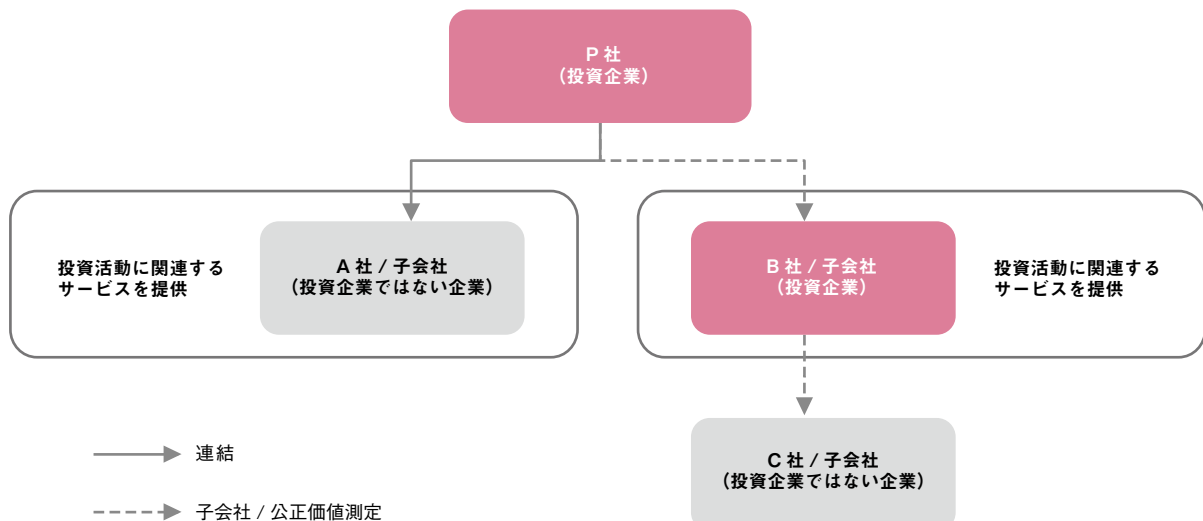 P 社
（投資企業）
投資活動に関連する
サービスを提供
A 社 / 子会社
（投資企業ではない企業）
B 社 / 子会社
（投資企業）
投資活動に関連する
サービスを提供
C 社 / 子会社
（投資企業ではない企業）
連結
子会社 / 公正価値測定